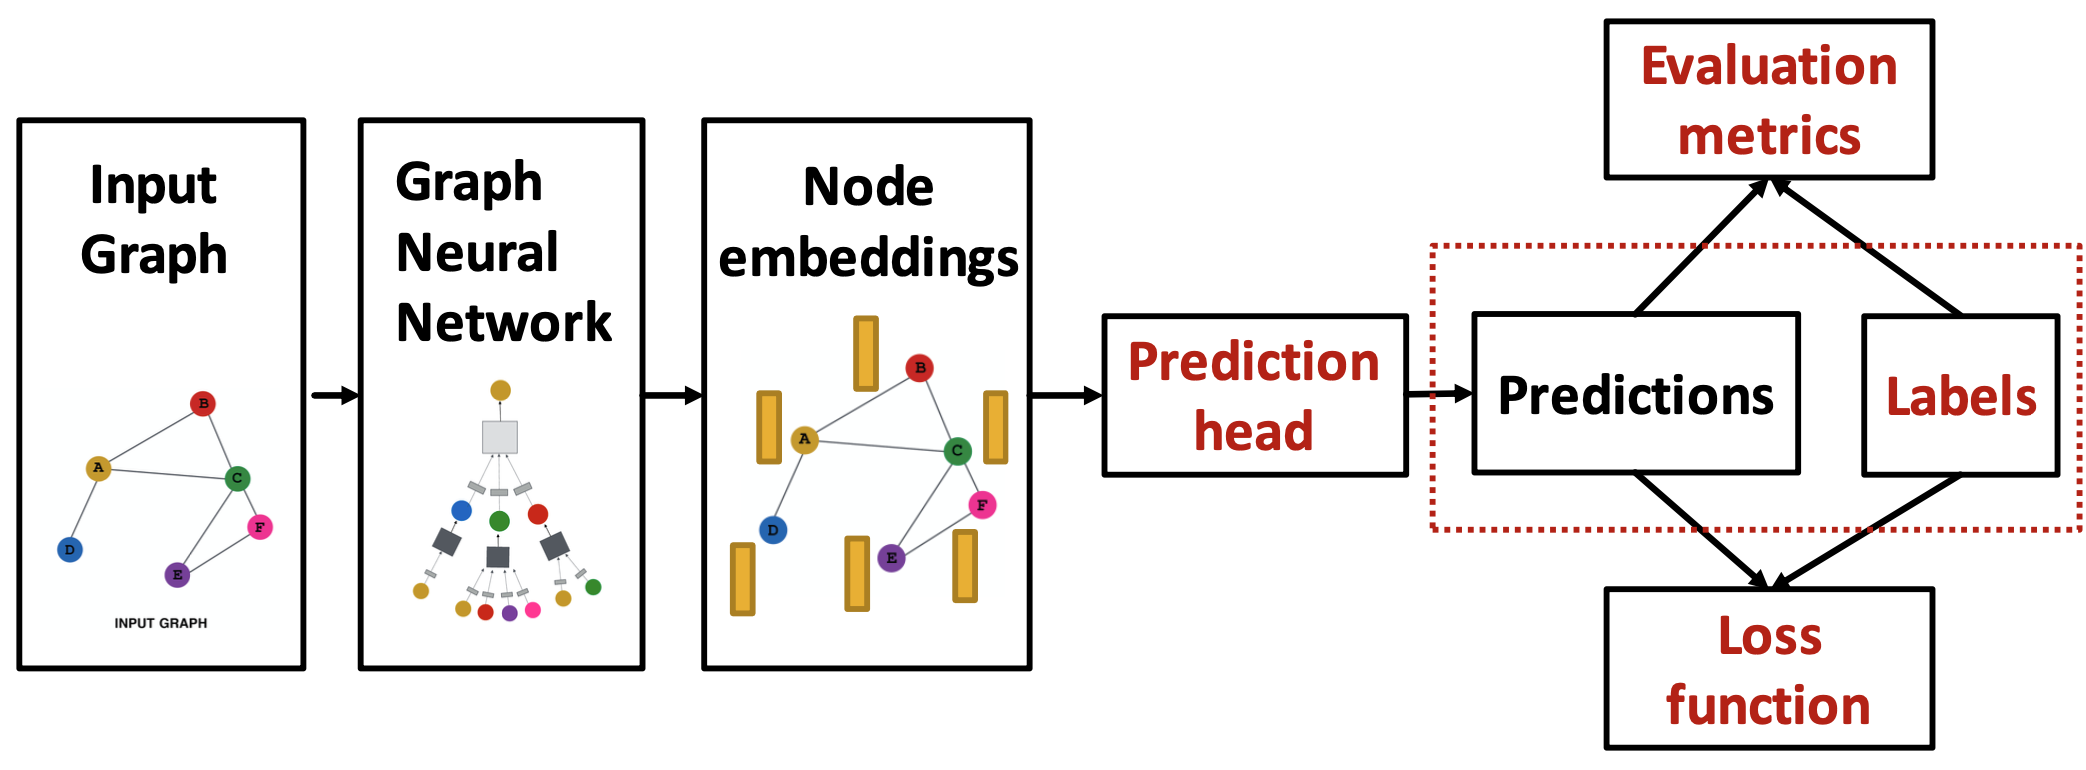 Input
Graph
B
A
C
F
D
E
INPUT GRAPH
Graph
Neural
Network
Node
embeddings
B
A
C
F
D
E
Prediction
head
Predictions
Labels
Evaluation
metrics
Loss
function